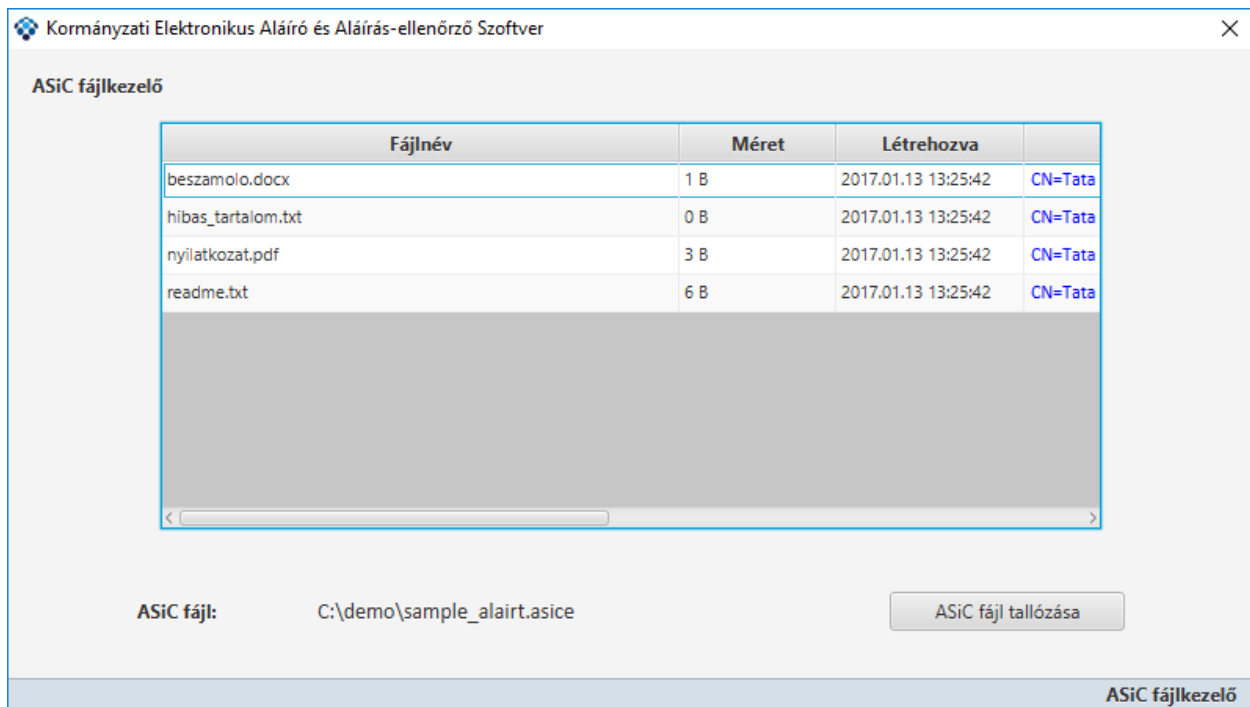 Kormányzati Elektronikus Aláíró és Aláírás-ellenőrző Szoftver
ASiC fájlkezelő
Fájlnév Méret Létrehozva
beszamolo.docx 1 B 2017.01.13 13:25:42 CN=Tata
hibas_tartalom.txt 0 B 2017.01.13 13:25:42 CN=Tata
nyilatkozat.pdf 3 B 2017.01.13 13:25:42 CN=Tata
readme.txt 6 B 2017.01.13 13:25:42 CN=Tata
ASiC fájl: C:\demo\sample_alairt.asice ASiC fájl tallózása
ASiC fájlkezelő